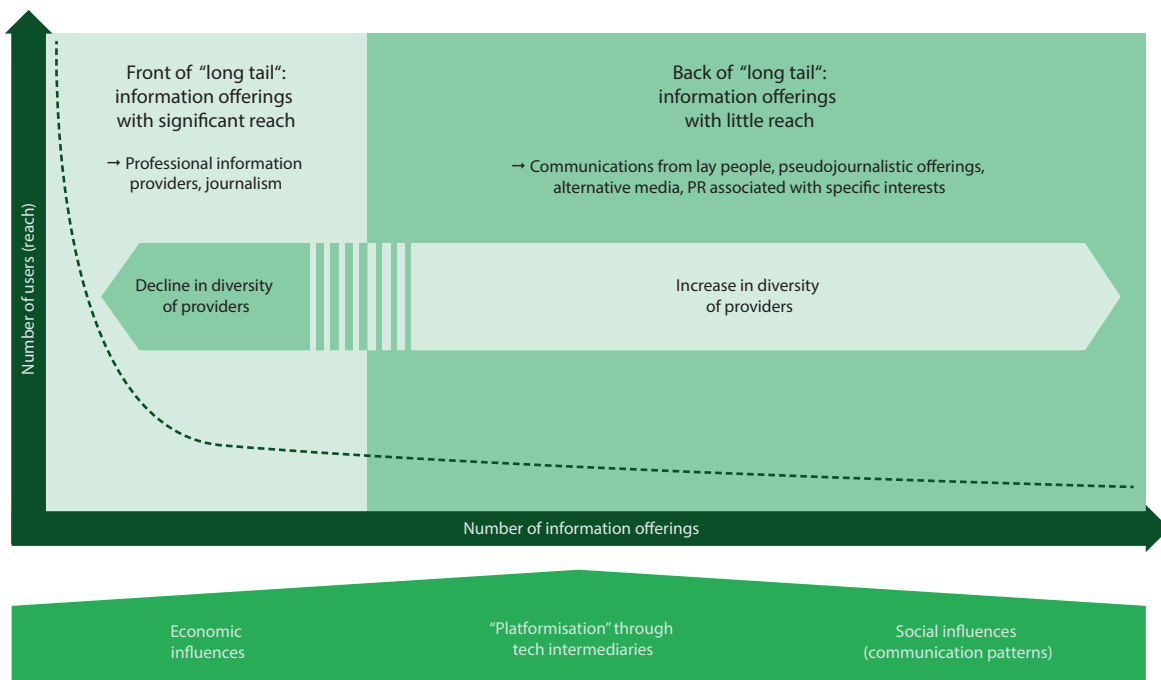 Front of "long tail“:
information offerings
with significant reach
→ Professional information
providers, journalism
Back of "long tail“:
information offerings
with little reach
→ Communications from lay people, pseudojournalistic offerings,
alternative media, PR associated with specific interests
Number of users (reach)
Decline in diversity
of providers
Increase in diversity
of providers
Number of information offerings
Economic
influences
“Platformisation” through
tech intermediaries
Social influences
(communication patterns)